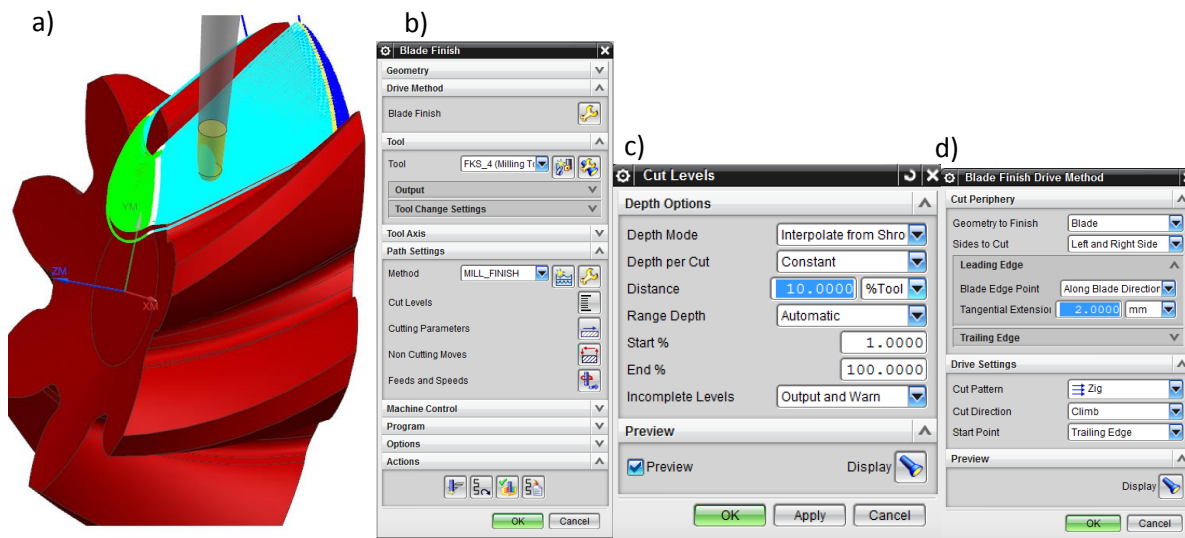 a)
YM
ZM
XM
b)
Blade Finish
Geometry
Drive Method
Blade Finish
Tool
Tool FKS_4 (Milling To
Output
Tool Change Settings
Tool Axis
Path Settings
Method MILL_FINISH
Cut Levels
Cutting Parameters
Non Cutting Moves
Feeds and Speeds
Machine Control
Program
Options
Actions
OK Cancel
c)
Cut Levels
Depth Options
Depth Mode Interpolate from Shro
Depth per Cut Constant
Distance 10.0000 %Tool
Range Depth Automatic
Start % 1.0000
End % 100.0000
Incomplete Levels Output and Warn
Preview
Preview Display
OK Apply Cancel
d)
Blade Finish Drive Method
Cut Periphery
Geometry to Finish Blade
Sides to Cut Left and Right Side
Leading Edge
Blade Edge Point Along Blade Direction
Tangential Extensio 2.0000 mm
Trailing Edge
Drive Settings
Cut Pattern Zig
Cut Direction Climb
Start Point Trailing Edge
Preview
Display
OK Cancel